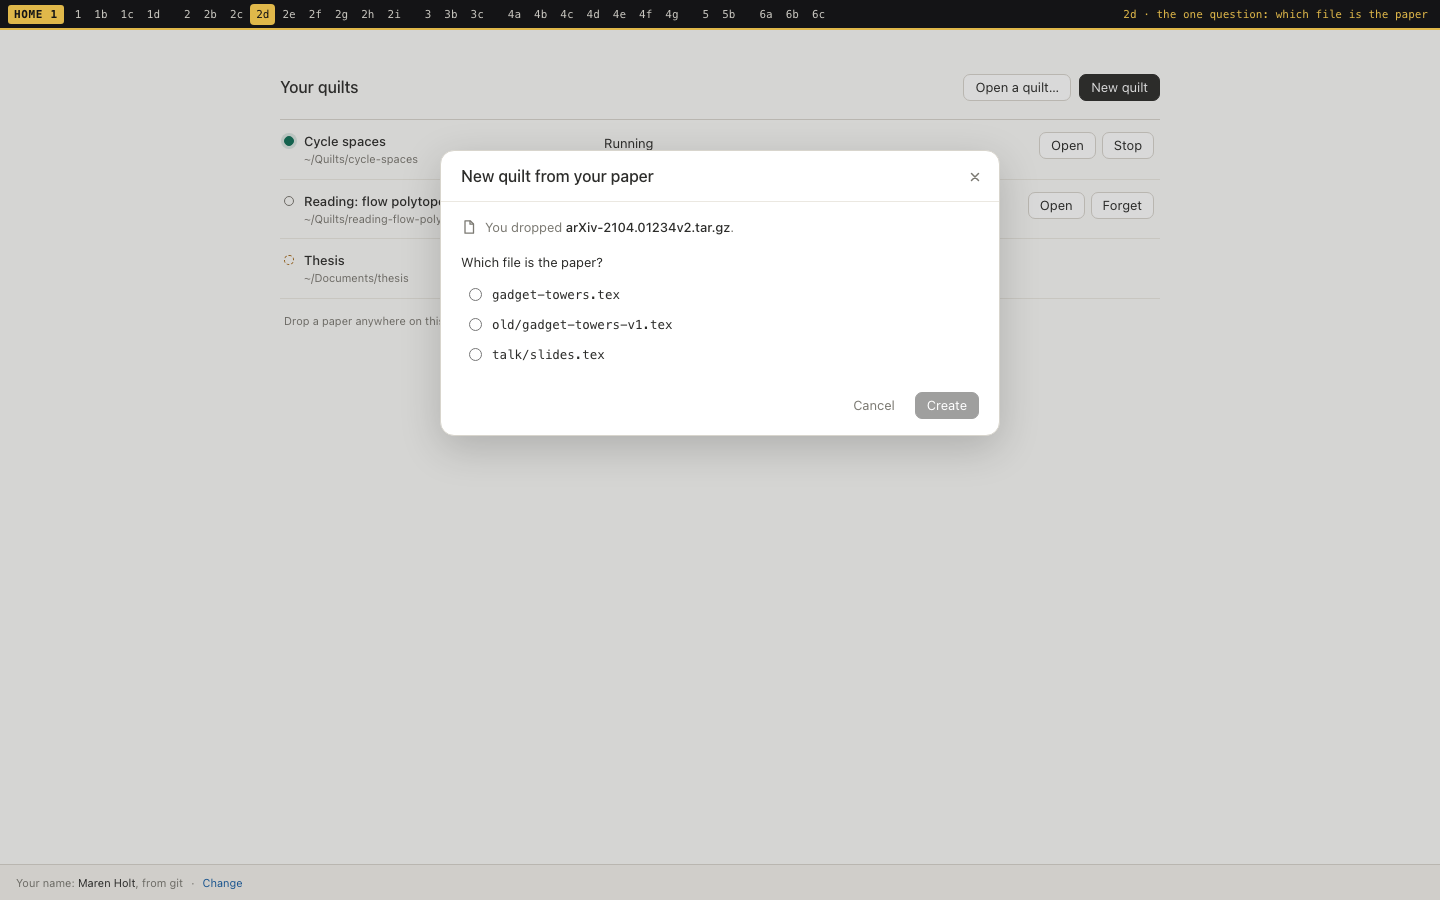 HOME 1 1 1b 1c 1d 2 2b 2c 2d 2e 2f 2g 2h 2i 3 3b 3c 4a 4b 4c 4d 4e 4f 4g 5 5b 6a 6b 6c 2d · the one question: which file is the paper
Your quilts Open a quilt… New quilt
Cycle spaces Running Open Stop
~/Quilts/cycle-spaces
Reading: flow polytop Open Forget
~/Quilts/reading-flow-poly
Thesis
~/Documents/thesis
Drop a paper anywhere on this
New quilt from your paper ×
You dropped arXiv-2104.01234v2.tar.gz.
Which file is the paper?
gadget-towers.tex
old/gadget-towers-v1.tex
talk/slides.tex
Cancel Create
Your name: Maren Holt, from git · Change